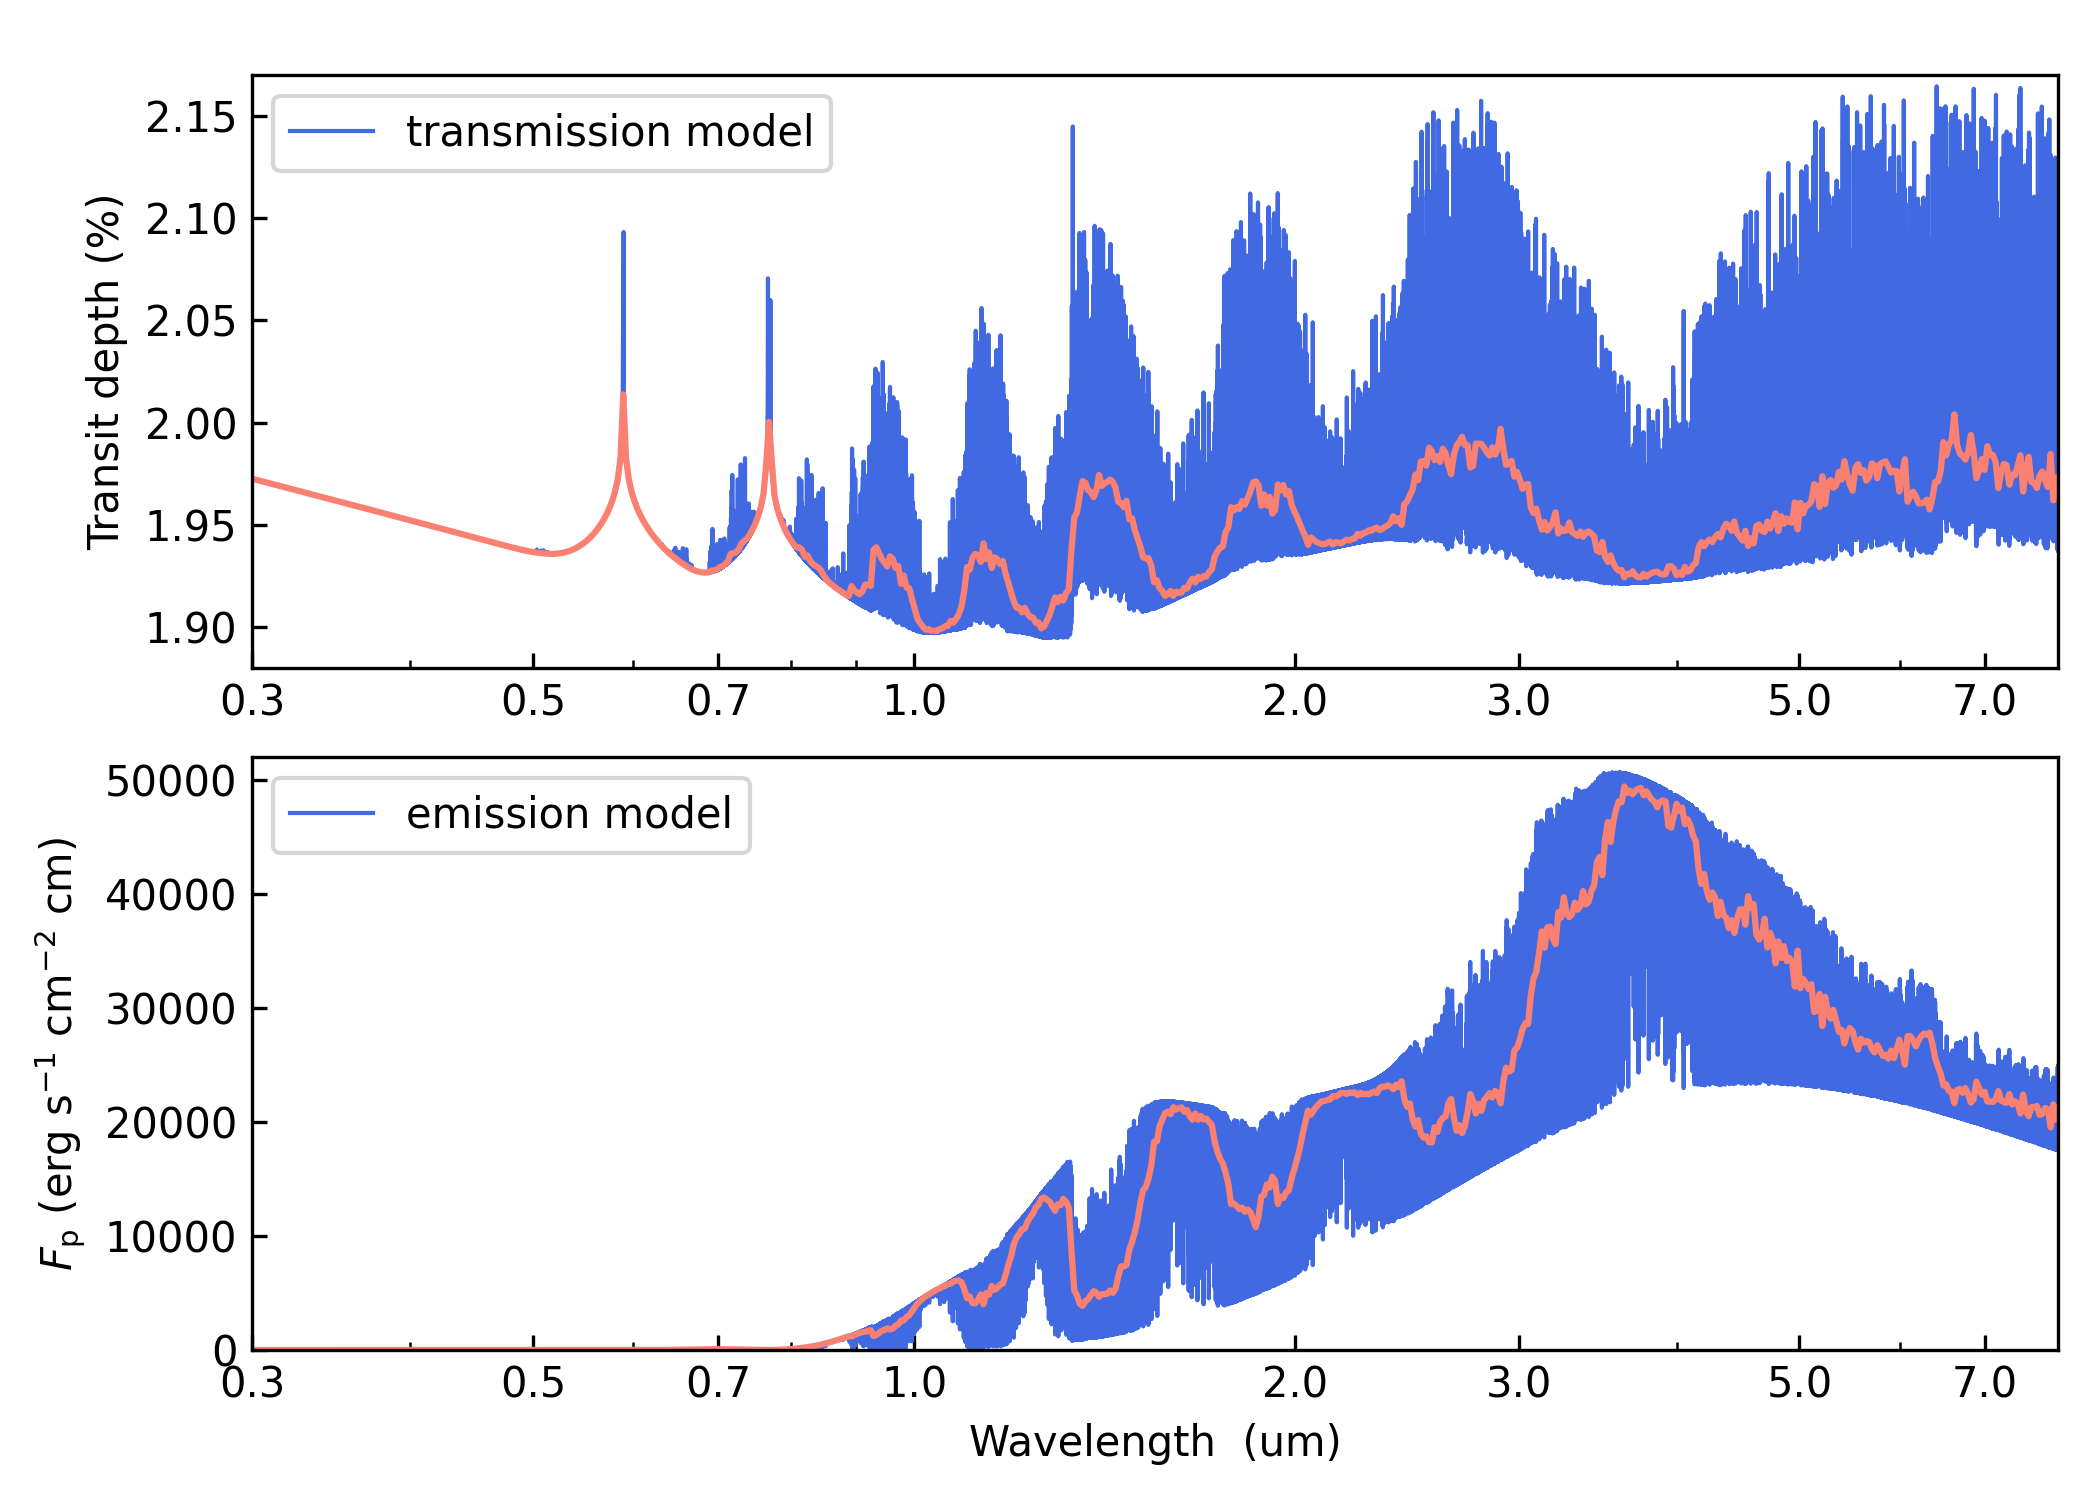 transmission model
Transit depth (%)
2.15
2.10
2.05
2.00
1.95
1.90
0.3 0.5 0.7 1.0 2.0 3.0 5.0 7.0
emission model
F_p (erg s⁻¹ cm⁻² cm)
50000
40000
30000
20000
10000
0
0.3 0.5 0.7 1.0 2.0 3.0 5.0 7.0
Wavelength (um)